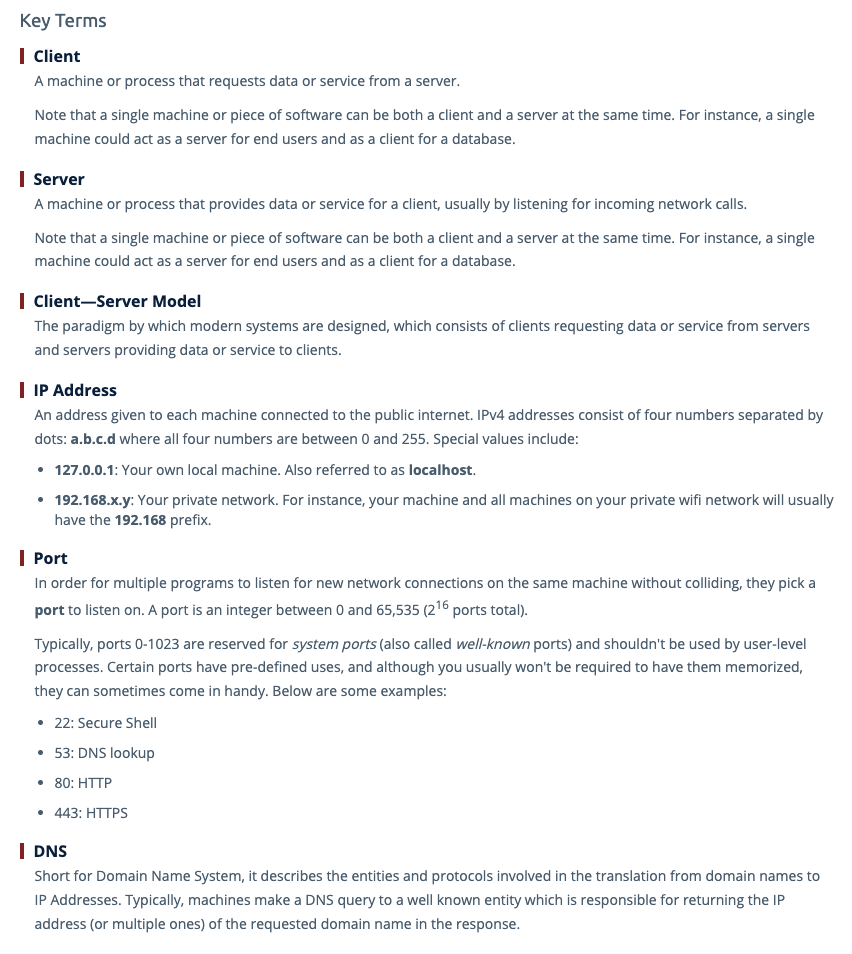 Key Terms
Client
A machine or process that requests data or service from a server.
Note that a single machine or piece of software can be both a client and a server at the same time. For instance, a single
machine could act as a server for end users and as a client for a database.
Server
A machine or process that provides data or service for a client, usually by listening for incoming network calls.
Note that a single machine or piece of software can be both a client and a server at the same time. For instance, a single
machine could act as a server for end users and as a client for a database.
Client—Server Model
The paradigm by which modern systems are designed, which consists of clients requesting data or service from servers
and servers providing data or service to clients.
IP Address
An address given to each machine connected to the public internet. IPv4 addresses consist of four numbers separated by
dots: a.b.c.d where all four numbers are between 0 and 255. Special values include:
• 127.0.0.1: Your own local machine. Also referred to as localhost.
• 192.168.x.y: Your private network. For instance, your machine and all machines on your private wifi network will usually
have the 192.168 prefix.
Port
In order for multiple programs to listen for new network connections on the same machine without colliding, they pick a
port to listen on. A port is an integer between 0 and 65,535 (2¹⁶ ports total).
Typically, ports 0-1023 are reserved for system ports (also called well-known ports) and shouldn't be used by user-level
processes. Certain ports have pre-defined uses, and although you usually won't be required to have them memorized,
they can sometimes come in handy. Below are some examples:
• 22: Secure Shell
• 53: DNS lookup
• 80: HTTP
• 443: HTTPS
DNS
Short for Domain Name System, it describes the entities and protocols involved in the translation from domain names to
IP Addresses. Typically, machines make a DNS query to a well known entity which is responsible for returning the IP
address (or multiple ones) of the requested domain name in the response.